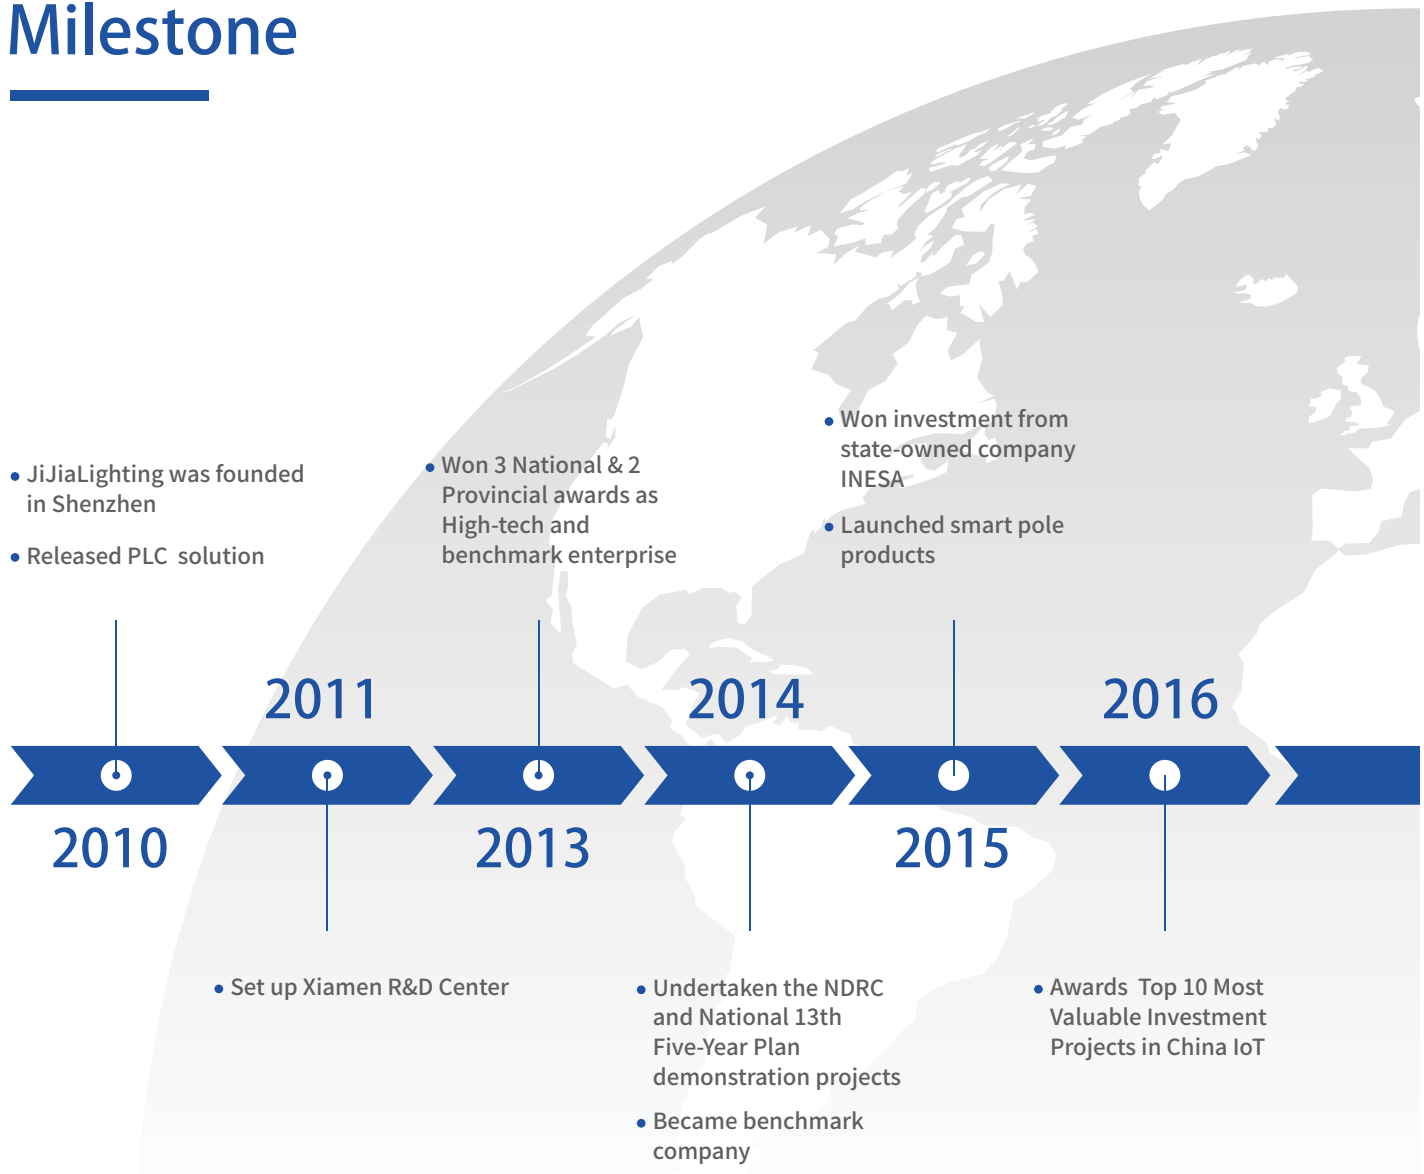 Milestone
JiJiaLighting was founded
in Shenzhen
Released PLC solution
2010
2011
Set up Xiamen R&D Center
Won 3 National & 2
Provincial awards as
High-tech and
benchmark enterprise
2013
2014
Undertaken the NDRC
and National 13th
Five-Year Plan
demonstration projects
Became benchmark
company
Won investment from
state-owned company
INESA
Launched smart pole
products
2015
2016
Awards Top 10 Most
Valuable Investment
Projects in China IoT